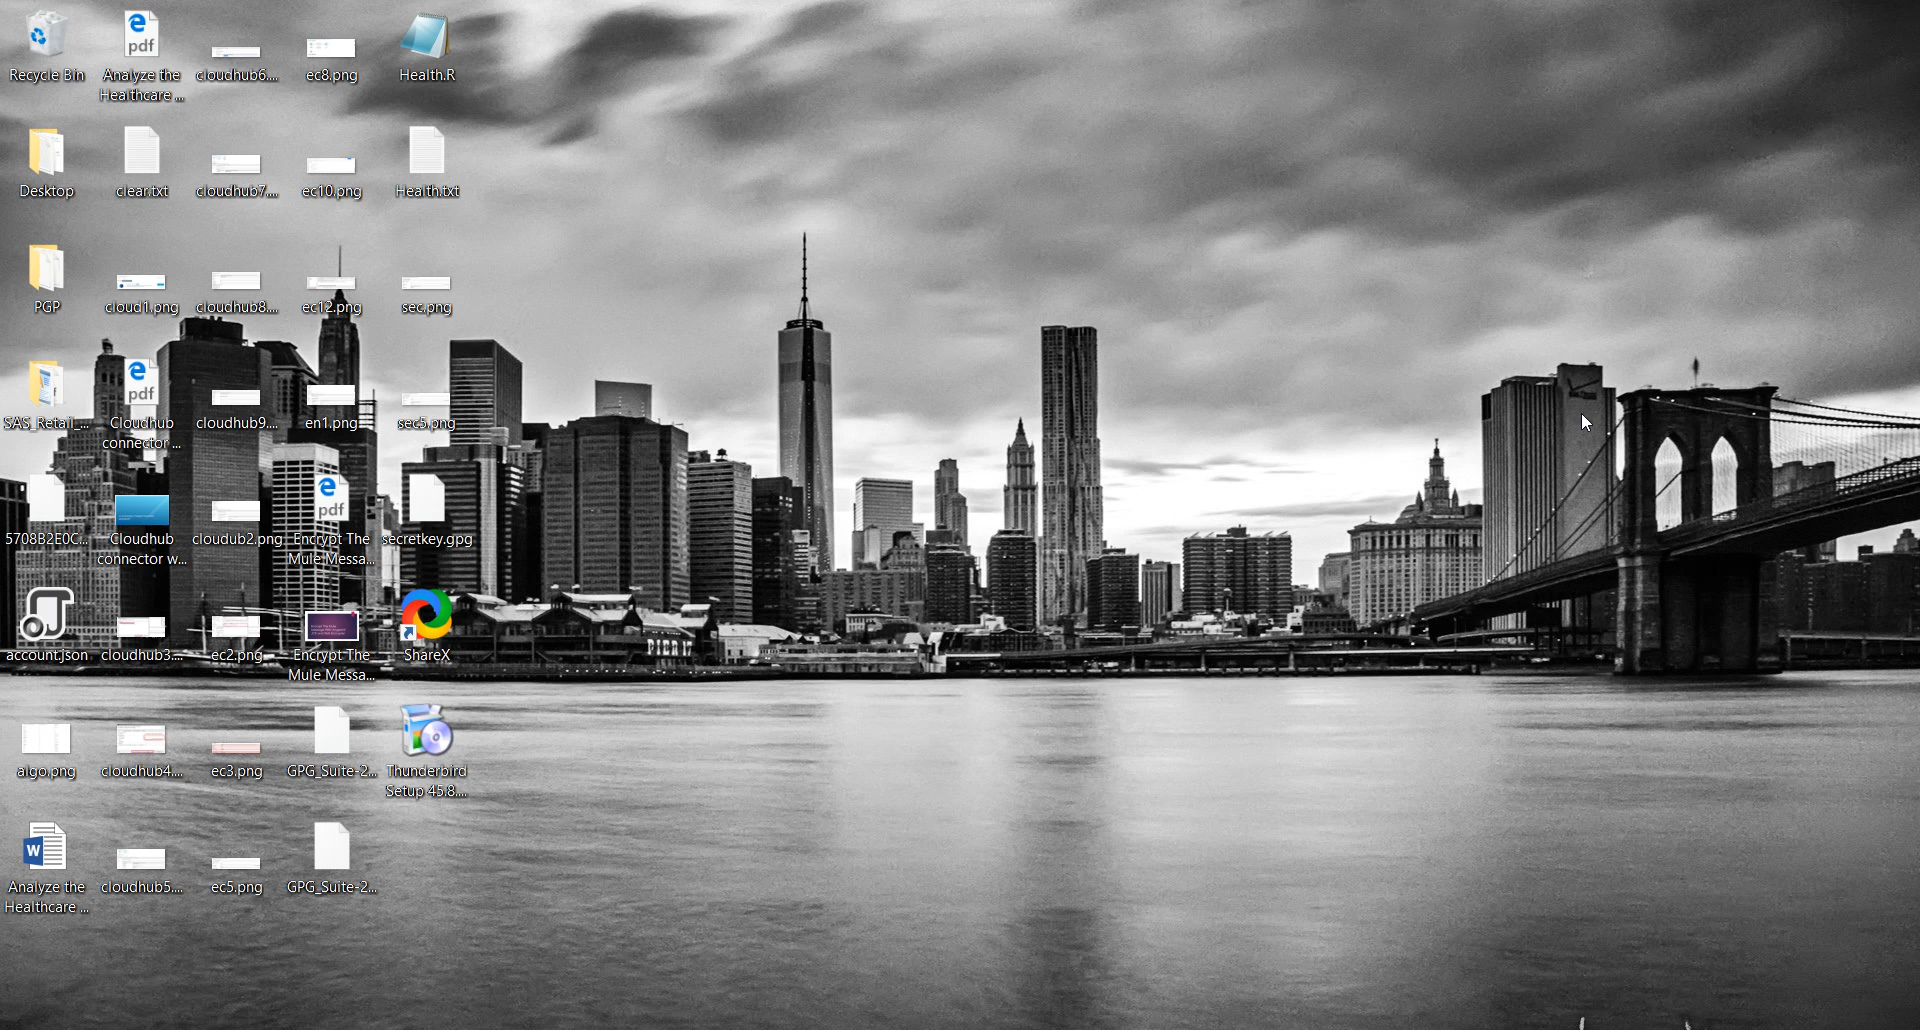 Recycle Bin
pdf
Analyze the
Healthcare ...
cloudhub6....
ec8.png
Health.R
Desktop
clear.txt
cloudhub7....
ec10.png
Health.txt
PGP
cloud1.png
cloudhub8....
ec12.png
sec.png
SAS_Retail_...
pdf
Cloudhub
connector ...
cloudhub9....
en1.png
sec5.png
5708B2E0C...
Cloudhub
connector w...
cloudub2.png
pdf
Encrypt The
Mule Messa...
secretkey.gpg
account.json
cloudhub3....
ec2.png
Encrypt The
Mule Messa...
ShareX
algo.png
cloudhub4....
ec3.png
GPG_Suite-2...
Thunderbird
Setup 45.8....
W
Analyze the
Healthcare ...
cloudhub5....
ec5.png
GPG_Suite-2...